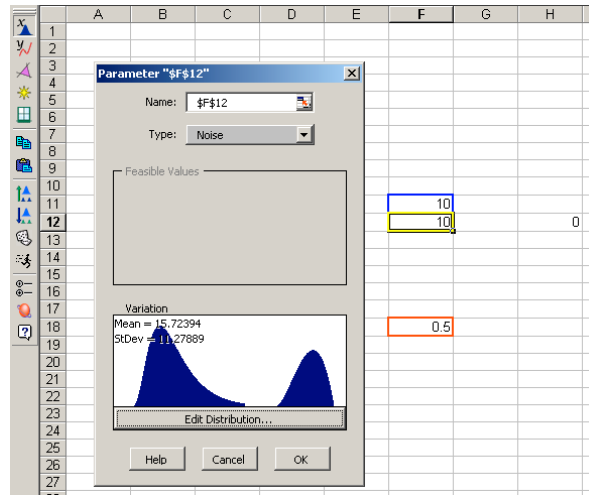 A B C D E F G H
1
2
3
Parameter "$F$12"
4
5
Name: $F$12
6
7
Type: Noise
8
9
Feasible Values
10
11 10
12 10 0
13
14
15
16
17
Variation
Mean = 15.72394
18 0.5
StDev = 11.27889
19
20
21
22
23
Edit Distribution...
24
25
Help Cancel OK
26
27